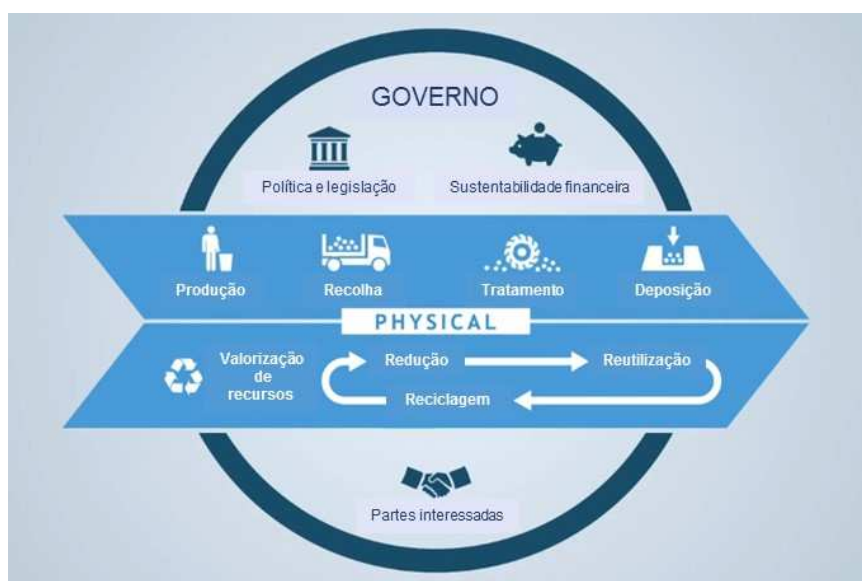 GOVERNO
Política e legislação
Sustentabilidade financeira
Produção
Recolha
Tratamento
Deposição
PHYSICAL
Valorização
de
recursos
Redução
Reutilização
Reciclagem
Partes interessadas